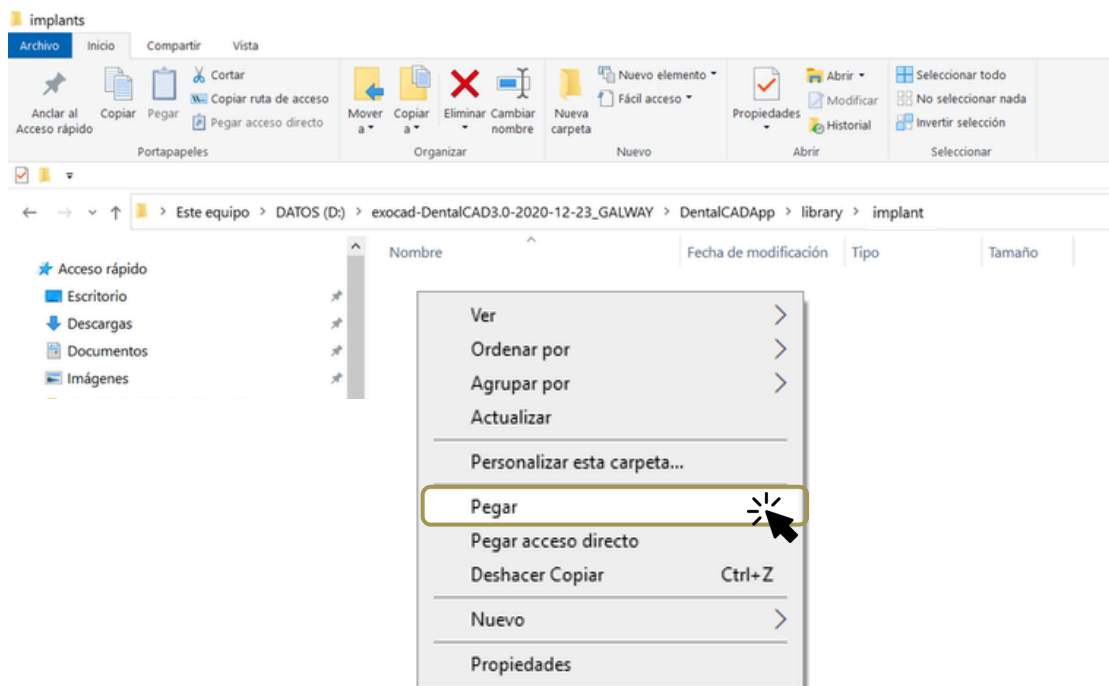 implants
Archivo Inicio Compartir Vista
Anclar al
Acceso rápido
Copiar
Pegar
Cortar
Copiar ruta de acceso
Pegar acceso directo
Portapapeles
Mover
a
Copiar
a
Eliminar
Cambiar
nombre
Organizar
Nueva
carpeta
Nuevo elemento
Fácil acceso
Nuevo
Propiedades
Abrir
Modificar
Historial
Abrir
Seleccionar todo
No seleccionar nada
Invertir selección
Seleccionar
Este equipo > DATOS (D:) > exocad-DentalCAD3.0-2020-12-23_GALWAY > DentalCADApp > library > implant
Nombre Fecha de modificación Tipo Tamaño
Acceso rápido
Escritorio
Descargas
Documentos
Imágenes
Ver
Ordenar por
Agrupar por
Actualizar
Personalizar esta carpeta...
Pegar
Pegar acceso directo
Deshacer Copiar Ctrl+Z
Nuevo
Propiedades